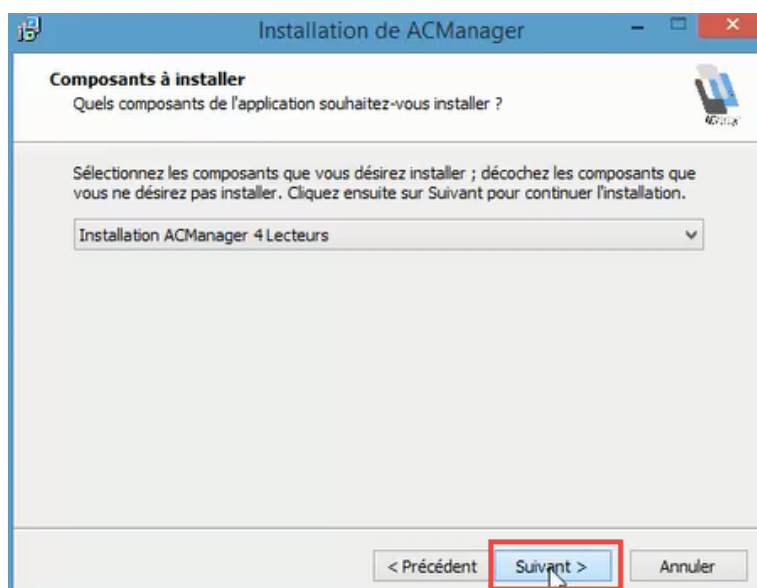 Installation de ACManager
Composants à installer
Quels composants de l'application souhaitez-vous installer ?
Sélectionnez les composants que vous désirez installer ; décochez les composants que
vous ne désirez pas installer. Cliquez ensuite sur Suivant pour continuer l'installation.
Installation ACManager 4 Lecteurs
< Précédent
Suivant >
Annuler